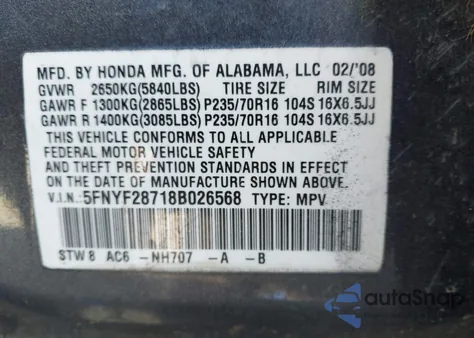 MFD. BY HONDA MFG. OF ALABAMA, LLC 02/'08
GVWR 2650KG(5840LBS) TIRE SIZE RIM SIZE
GAWR F 1300KG(2865LBS) P235/70R16 104S 16X6.5JJ
GAWR R 1400KG(3085LBS) P235/70R16 104S 16X6.5JJ
THIS VEHICLE CONFORMS TO ALL APPLICABLE
FEDERAL MOTOR VEHICLE SAFETY
AND THEFT PREVENTION STANDARDS IN EFFECT
ON THE DATE OF MANUFACTURE SHOWN ABOVE.
V.I.N.: 5FNYF28718B026568 TYPE: MPV
STW8 AC6 -NH707 -A -B
autoSnap